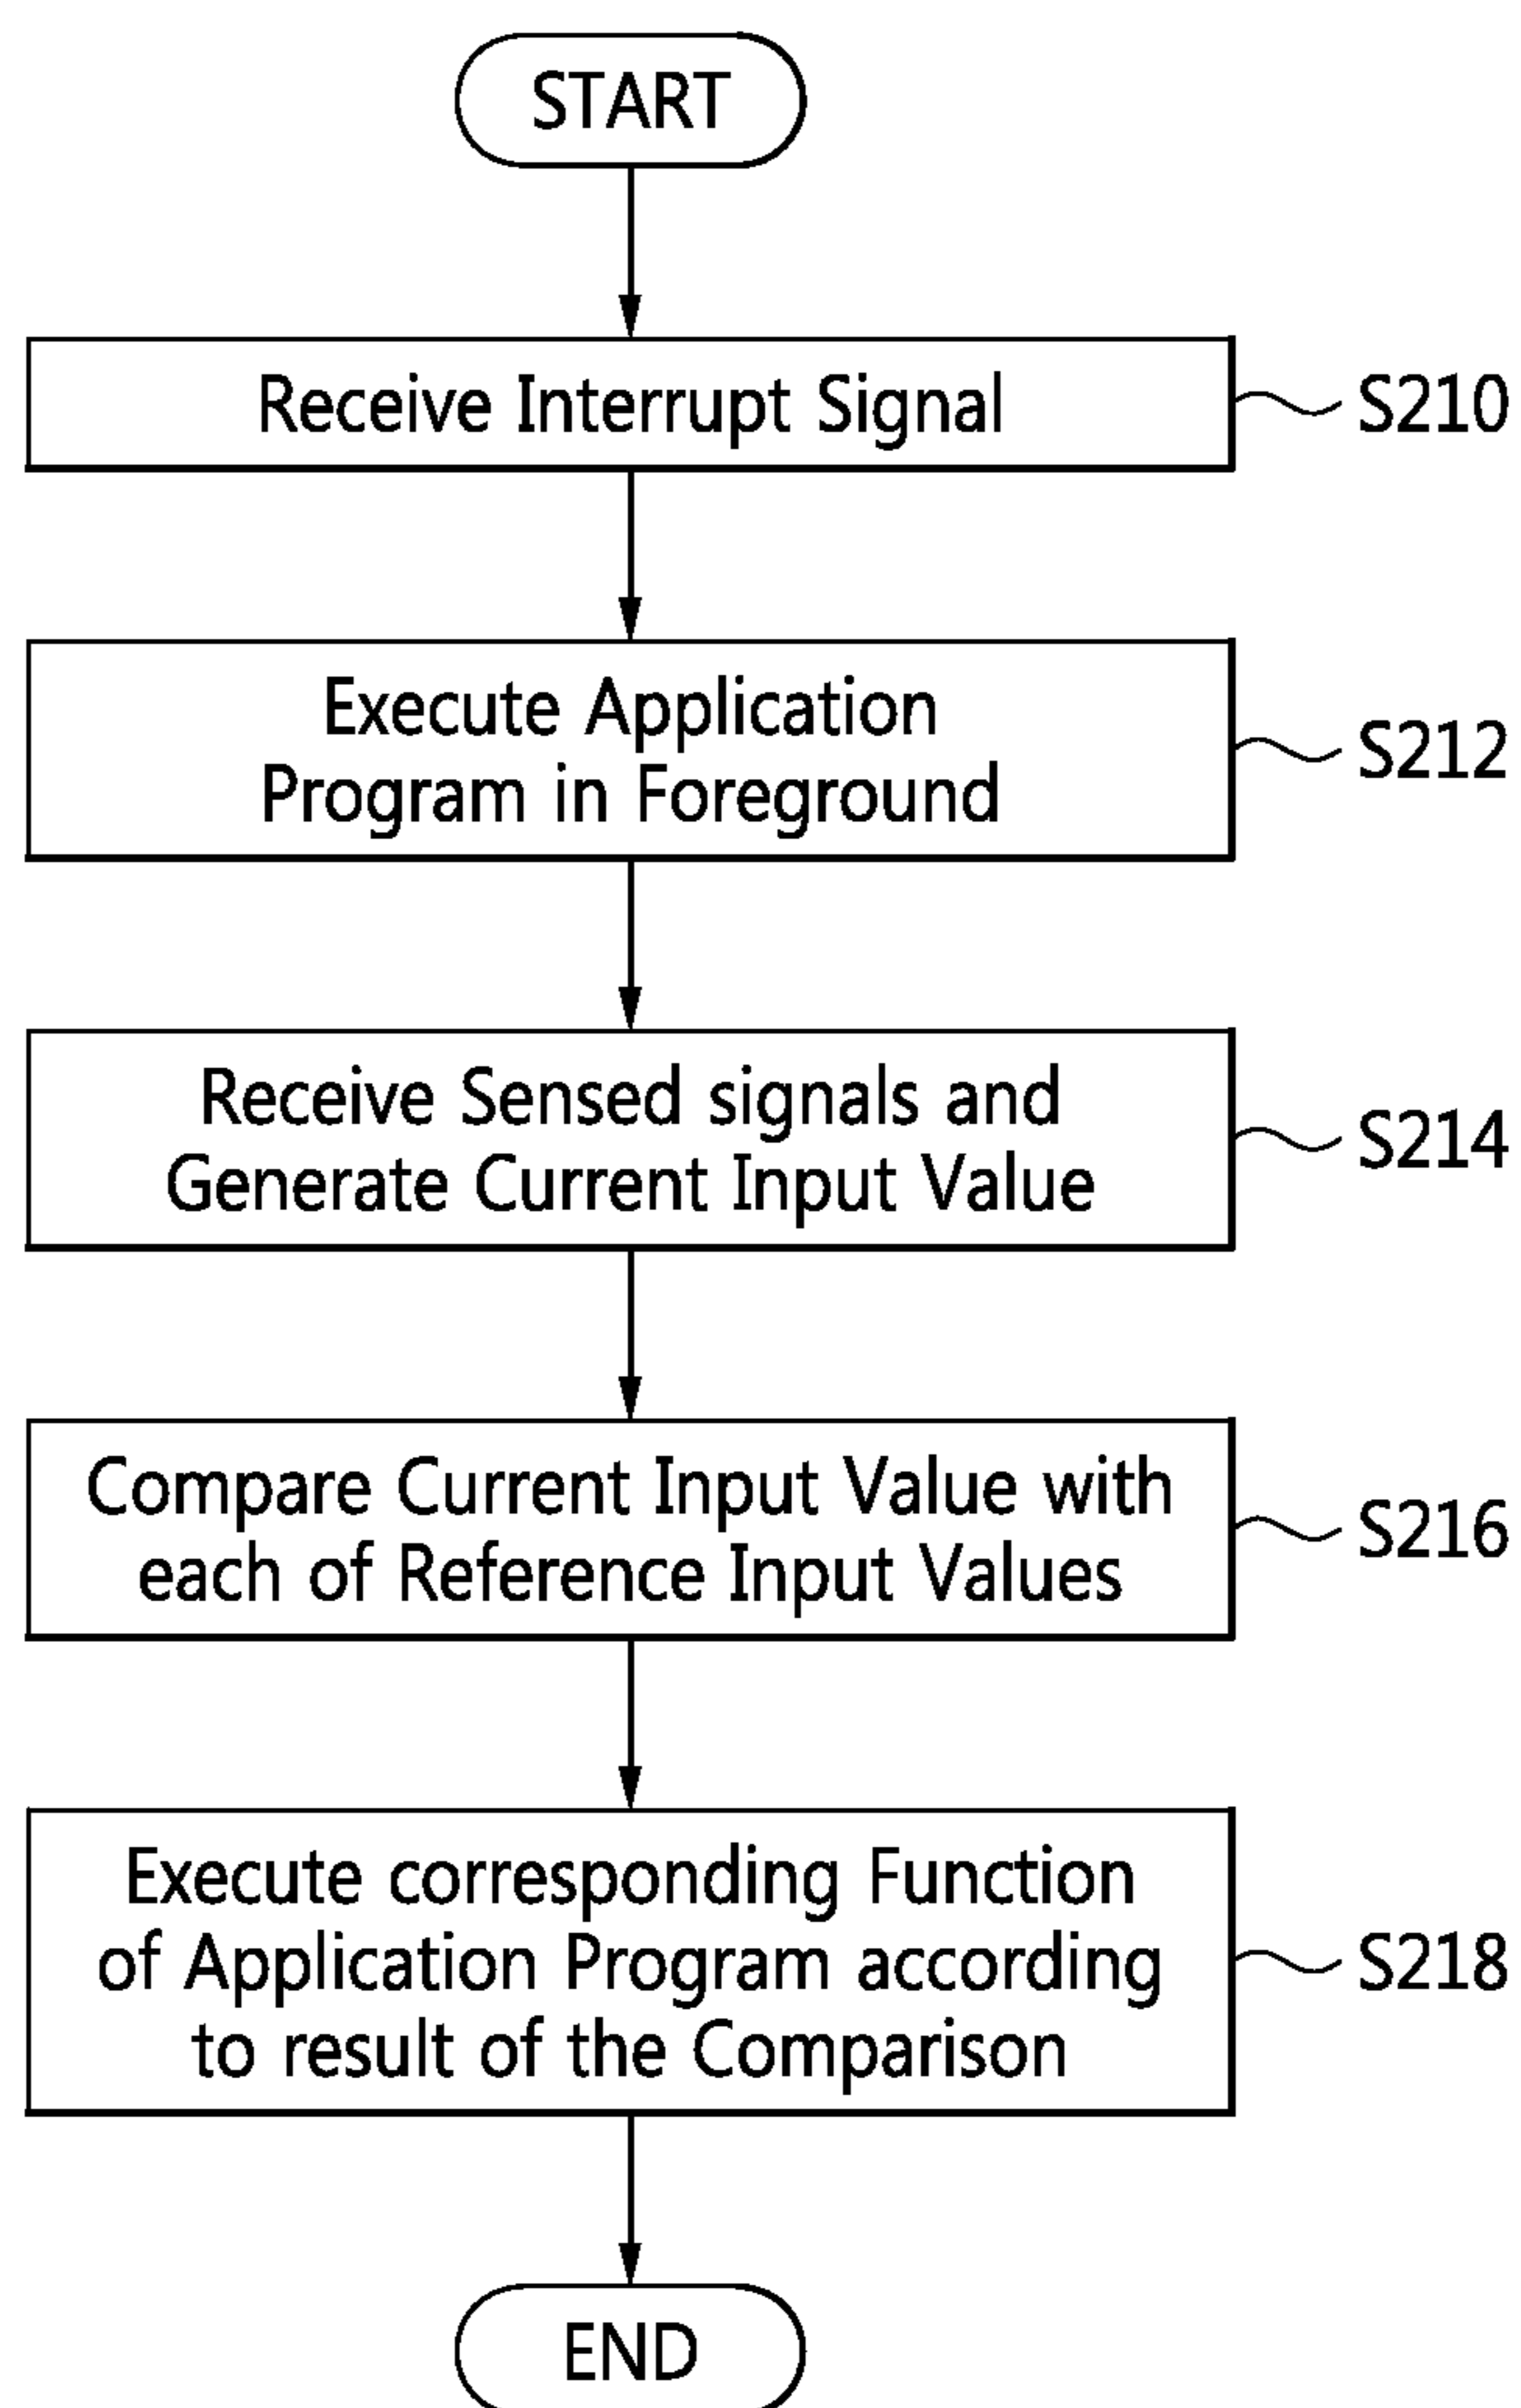 START
Receive Interrupt Signal
S210
Execute Application
Program in Foreground
S212
Receive Sensed signals and
Generate Current Input Value
S214
Compare Current Input Value with
each of Reference Input Values
S216
Execute corresponding Function
of Application Program according
to result of the Comparison
S218
END